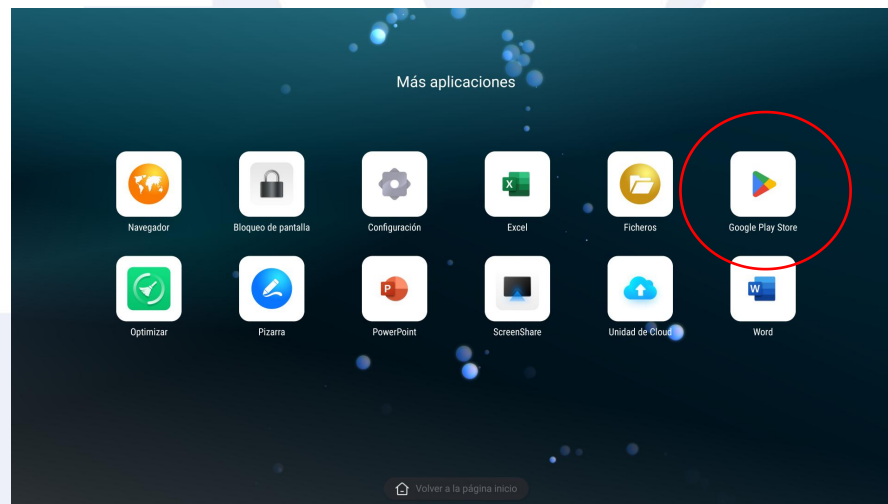 Más aplicaciones
Navegador
Bloqueo de pantalla
Configuración
Excel
Ficheros
Google Play Store
Optimizar
Pizarra
PowerPoint
ScreenShare
Unidad de Cloud
Word
Volver a la página inicio